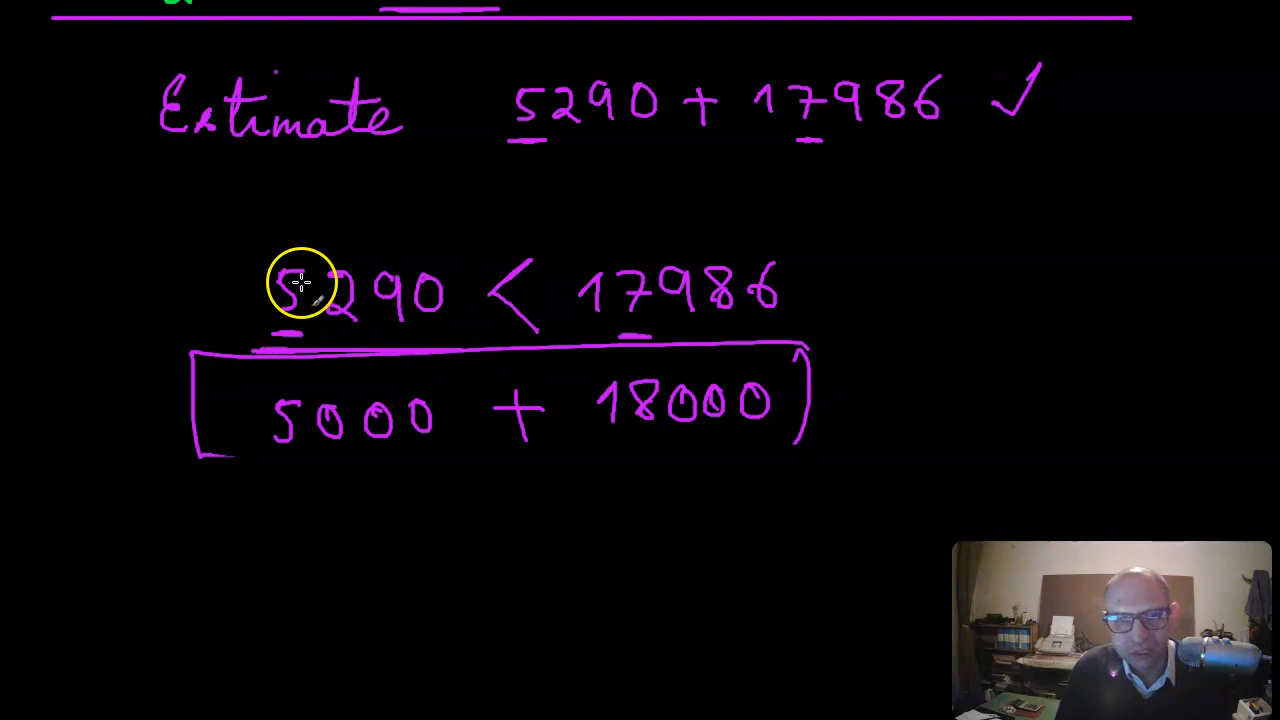 Estimate 5290 + 17986 ✓
5290 < 17986
5000 + 18000